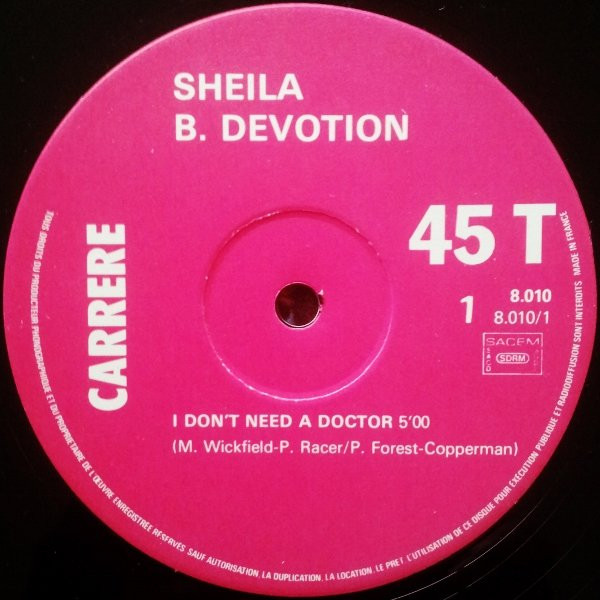 SHEILA
B. DEVOTION
CARRERE
45 T
1
8.010
8.010/1
SACEM
SACD
SDRM
I DON'T NEED A DOCTOR 5'00
(M. Wickfield-P. Racer/P. Forest-Copperman)
TOUS DROITS DU PRODUCTEUR PHONOGRAPHIQUE ET DU PROPRIETAIRE DE L'ŒUVRE ENREGISTREE RESERVES. SAUF AUTORISATION, LA DUPLICATION, LA LOCATION, LE PRET, L'UTILISATION DE CE DISQUE POUR EXECUTION PUBLIQUE ET RADIODIFFUSION SONT INTERDITS MADE IN FRANCE